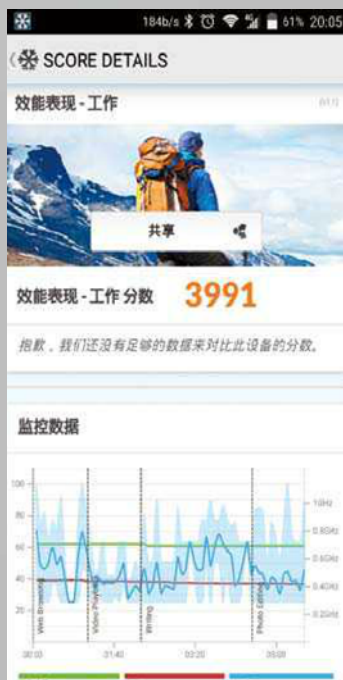 184b/s 61% 20:05
SCORE DETAILS
效能表现 - 工作
共享
效能表现 - 工作 分数 3991
抱歉，我们还没有足够的数据来对比此设备的分数。
监控数据
100
80
60
40
20
1GHz
0.8GHz
0.6GHz
0.4GHz
0.2GHz
Web Browsing
Video Playback
Writing
Photo Editing
00:00 01:40 03:20